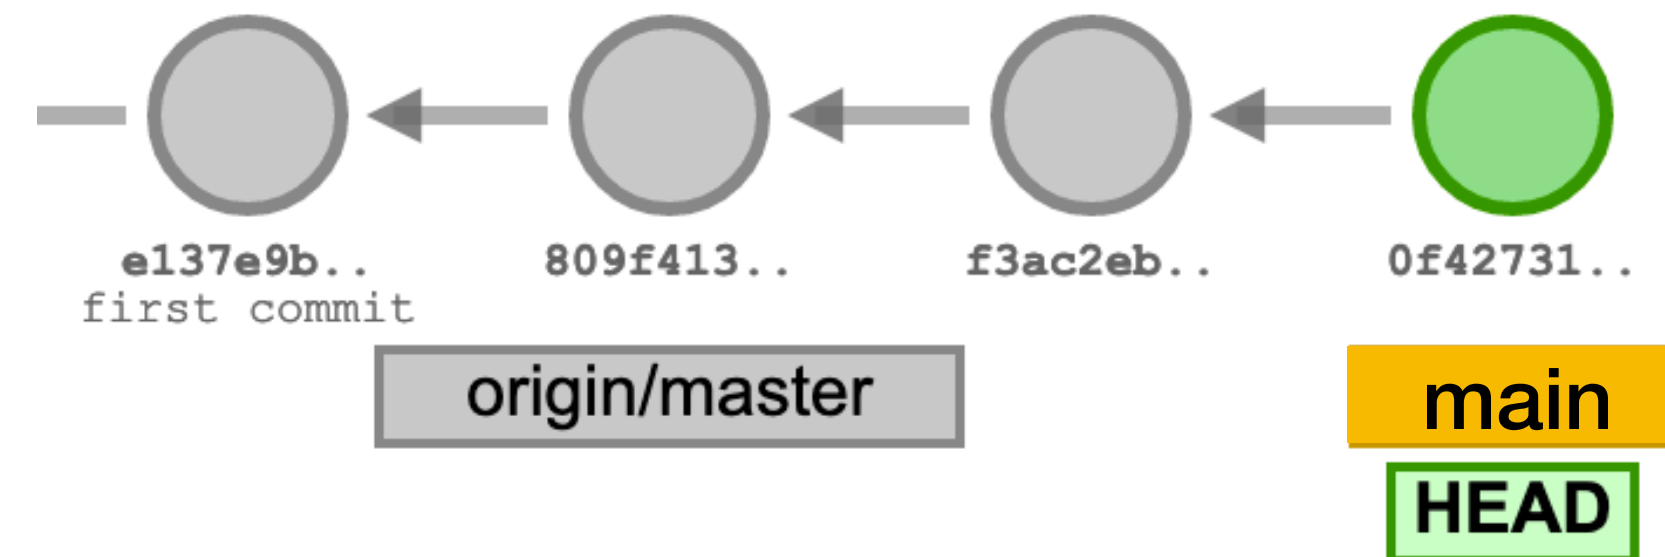 e137e9b.. 809f413.. f3ac2eb.. 0f42731..
first commit
origin/master main
HEAD